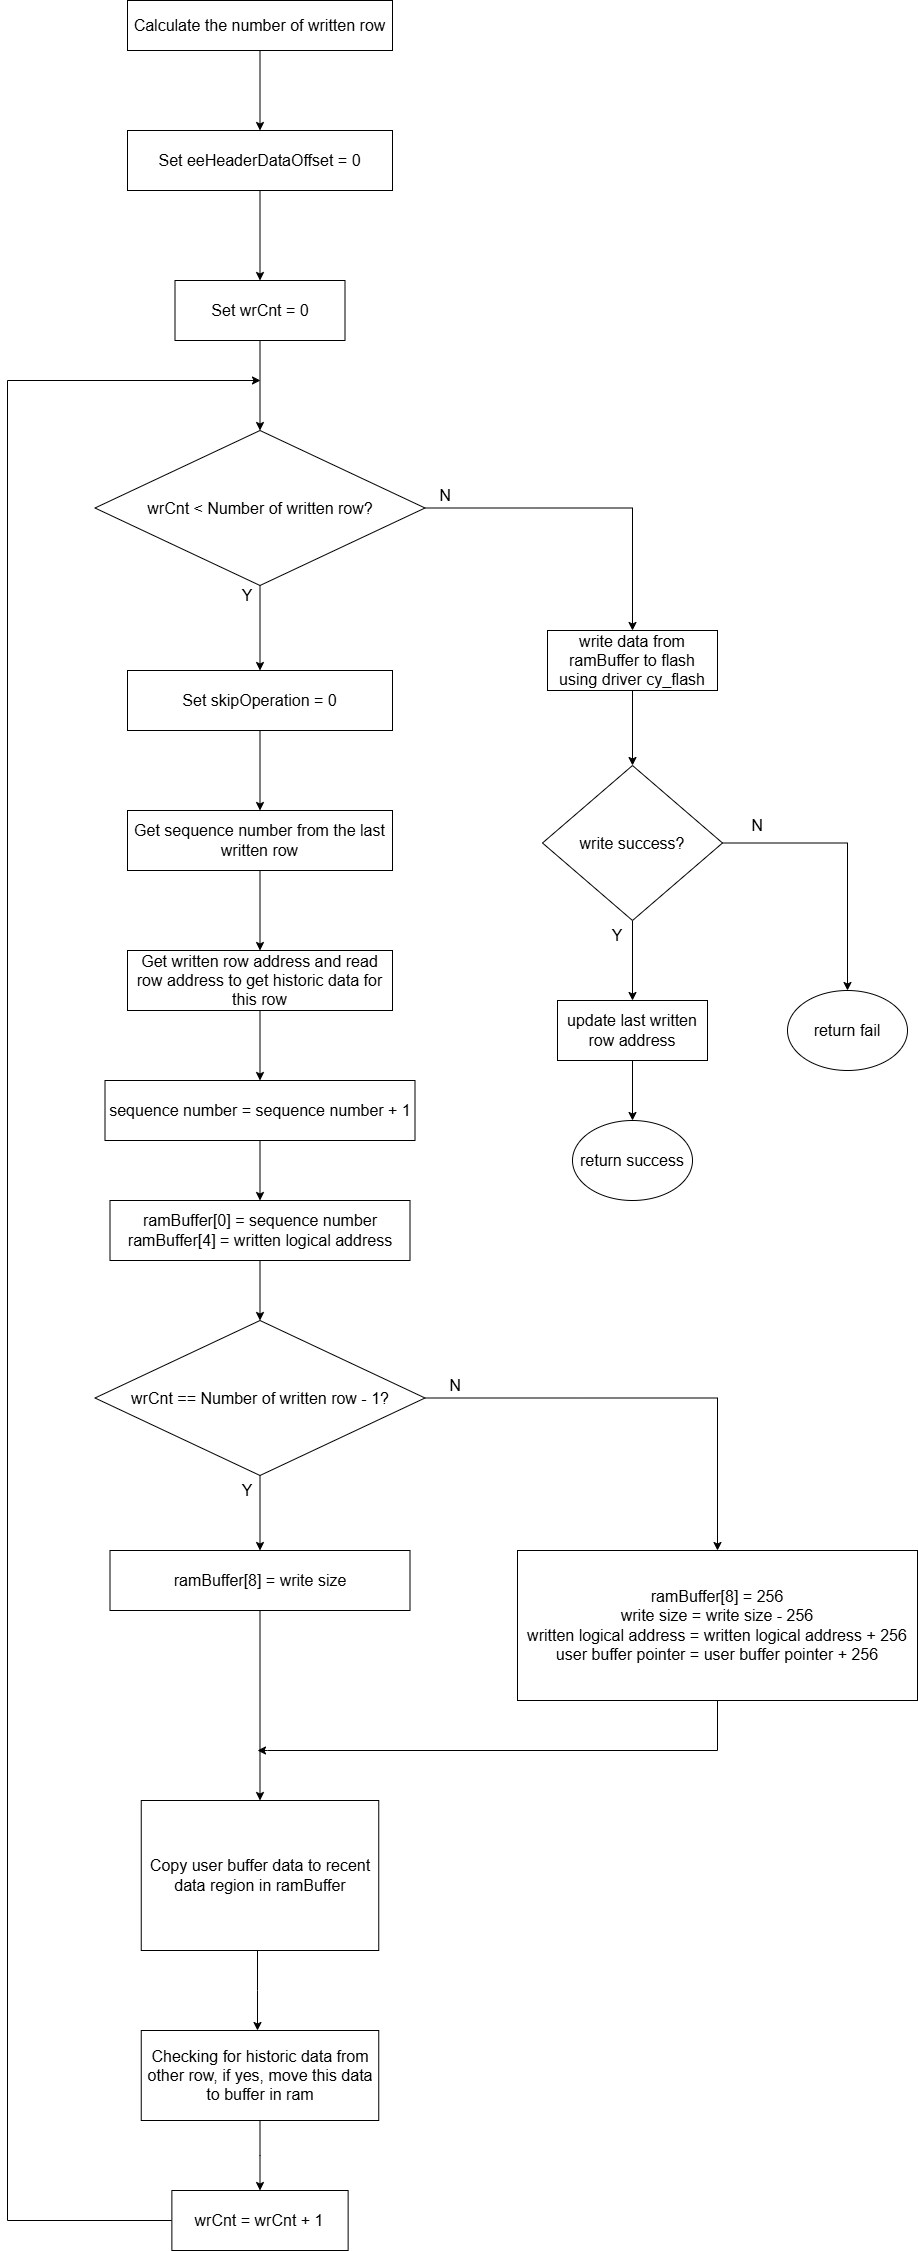 Calculate the number of written row
Set eeHeaderDataOffset = 0
Set wrCnt = 0
wrCnt < Number of written row?
N
Y
write data from
ramBuffer to flash
using driver cy_flash
Set skipOperation = 0
Get sequence number from the last
written row
write success?
N
Y
Get written row address and read
row address to get historic data for
this row
update last written
row address
return fail
sequence number = sequence number + 1
return success
ramBuffer[0] = sequence number
ramBuffer[4] = written logical address
wrCnt == Number of written row - 1?
N
Y
ramBuffer[8] = write size
ramBuffer[8] = 256
write size = write size - 256
written logical address = written logical address + 256
user buffer pointer = user buffer pointer + 256
Copy user buffer data to recent
data region in ramBuffer
Checking for historic data from
other row, if yes, move this data
to buffer in ram
wrCnt = wrCnt + 1